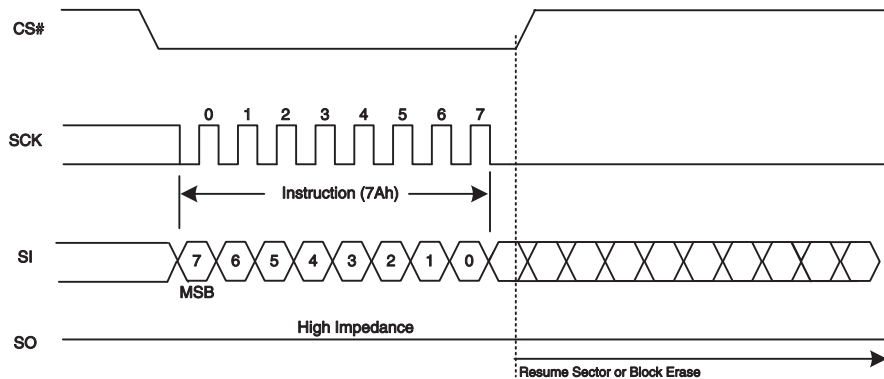 CS#
0 1 2 3 4 5 6 7
SCK
Instruction (7Ah)
SI
7 6 5 4 3 2 1 0
MSB
High Impedance
SO
Resume Sector or Block Erase